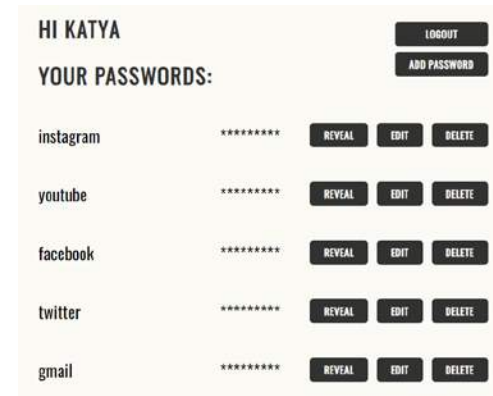 HI KATYA
LOGOUT
ADD PASSWORD
YOUR PASSWORDS:
instagram ********* REVEAL EDIT DELETE
youtube ********* REVEAL EDIT DELETE
facebook ********* REVEAL EDIT DELETE
twitter ********* REVEAL EDIT DELETE
gmail ********* REVEAL EDIT DELETE